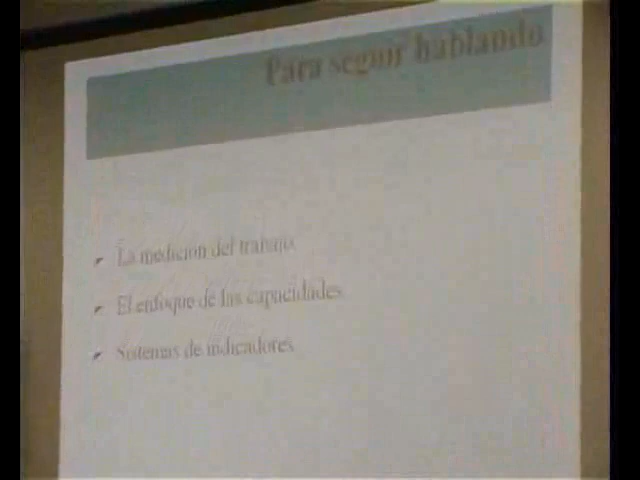 Para seguir hablando
La medición del trabajo.
El enfoque de las capacidades.
Sistemas de indicadores.